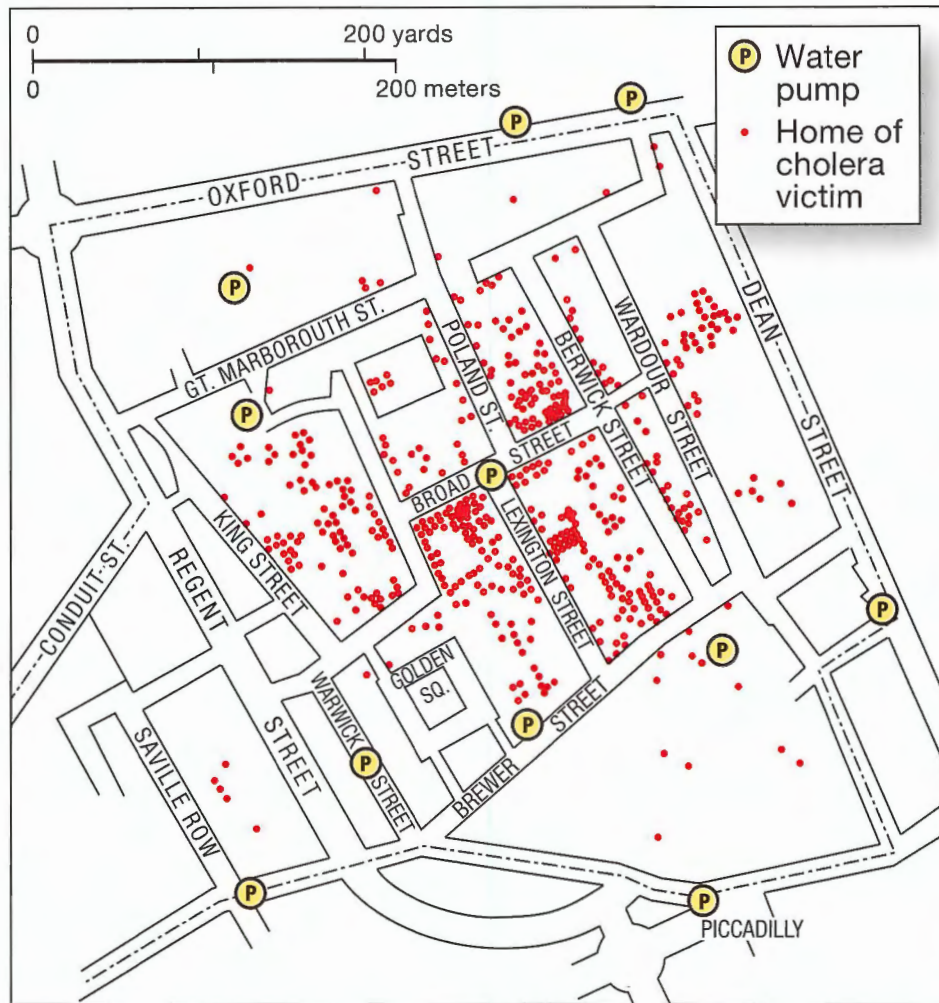 0 200 yards
0 200 meters
P Water
pump
Home of
cholera
victim
P
P
OXFORD STREET
P
GT. MARBOROUTH ST.
POLAND ST.
BERWICK STREET
WARDOUR STREET
DEAN STREET
P
BROAD STREET
P
LEXINGTON STREET
KING STREET
CONDUIT ST.
REGENT STREET
P
P
GOLDEN
SQ.
WARWICK STREET
P
BREWER STREET
P
SAVILLE ROW
P
P
PICCADILLY